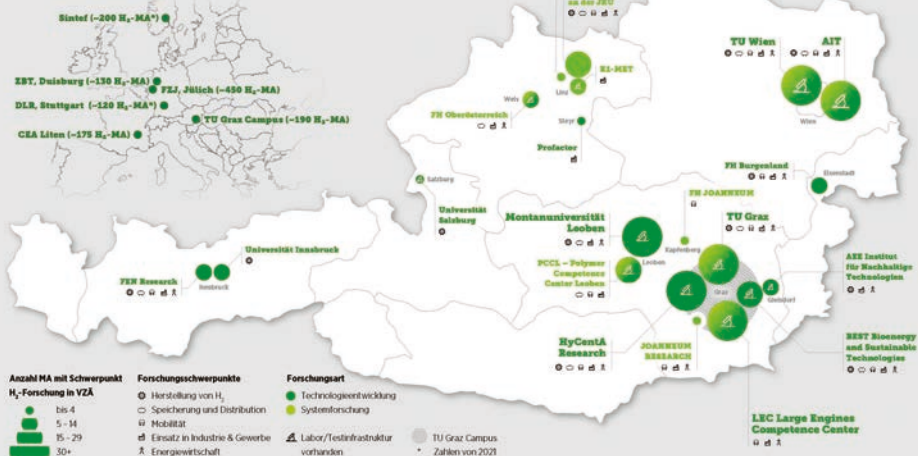 an der JKU
Sintef (~200 H₂-MA*)
ZBT, Duisburg (~130 H₂-MA)
FZJ, Jülich (~450 H₂-MA)
DLR, Stuttgart (~120 H₂-MA*)
TU Graz Campus (~190 H₂-MA)
CEA Liten (~175 H₂-MA)
K1-MET
Linz
Wels
FH Oberösterreich
Steyr
Profactor
TU Wien
AIT
Wien
FH Burgenland
Eisenstadt
Salzburg
Universität
Salzburg
FH JOANNEUM
Kapfenberg
Montanuniversität
Leoben
TU Graz
PCCL – Polymer
Competence
Center Leoben
Leoben
Graz
Gleisdorf
AEE Institut
für Nachhaltige
Technologien
Universität Innsbruck
FEN Research
Innsbruck
HyCentA
Research
JOANNEUM
RESEARCH
BEST Bioenergy
and Sustainable
Technologies
LEC Large Engines
Competence Center
Anzahl MA mit Schwerpunkt
H₂-Forschung in VZÄ
bis 4
5 - 14
15 - 29
30+
Forschungsschwerpunkte
Herstellung von H₂
Speicherung und Distribution
Mobilität
Einsatz in Industrie & Gewerbe
Energiewirtschaft
Forschungsart
Technologieentwicklung
Systemforschung
Labor/Testinfrastruktur
vorhanden
TU Graz Campus
* Zahlen von 2021